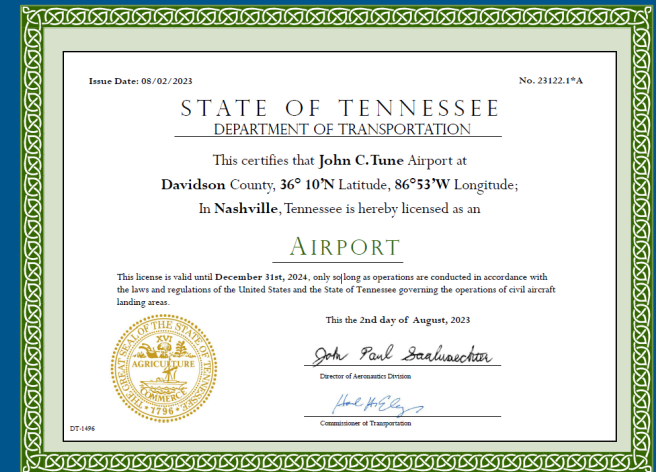 Issue Date: 08/02/2023
No. 23122.1*A
STATE OF TENNESSEE
DEPARTMENT OF TRANSPORTATION
This certifies that John C. Tune Airport at
Davidson County, 36° 10’N Latitude, 86°53’W Longitude;
In Nashville, Tennessee is hereby licensed as an
AIRPORT
This license is valid until December 31st, 2024, only so|long as operations are conducted in accordance with
the laws and regulations of the United States and the State of Tennessee governing the operations of civil aircraft
landing areas.
This the 2nd day of August, 2023
THE GREAT SEAL OF THE STATE OF TENNESSEE
XVI
AGRICULTURE
COMMERCE
1796
John Paul Saalwaechter
Director of Aeronautics Division
Commissioner of Transportation
DT-1496